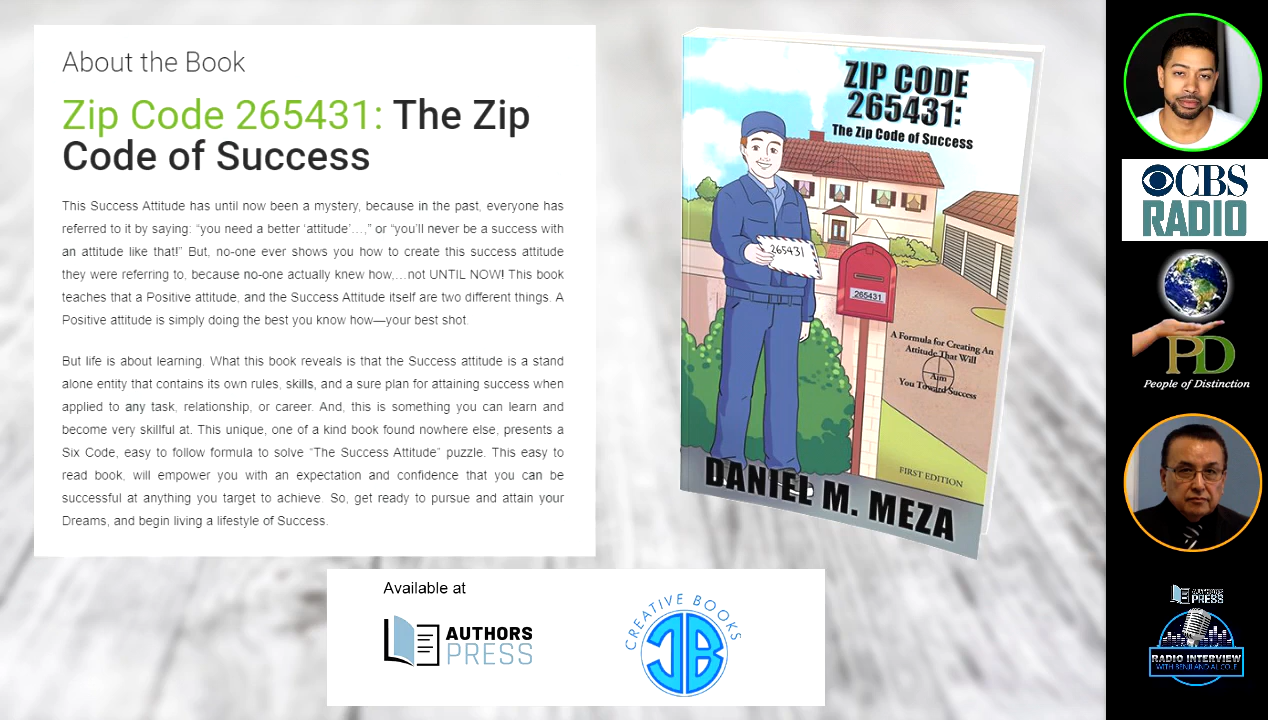 About the Book
Zip Code 265431: The Zip
Code of Success
This Success Attitude has until now been a mystery, because in the past, everyone has
referred to it by saying: “you need a better ‘attitude’…,” or “you’ll never be a success with
an attitude like that!” But, no-one ever shows you how to create this success attitude
they were referring to, because no-one actually knew how,…not UNTIL NOW! This book
teaches that a Positive attitude, and the Success Attitude itself are two different things. A
Positive attitude is simply doing the best you know how—your best shot.
But life is about learning. What this book reveals is that the Success attitude is a stand
alone entity that contains its own rules, skills, and a sure plan for attaining success when
applied to any task, relationship, or career. And, this is something you can learn and
become very skillful at. This unique, one of a kind book found nowhere else, presents a
Six Code, easy to follow formula to solve “The Success Attitude” puzzle. This easy to
read book, will empower you with an expectation and confidence that you can be
successful at anything you target to achieve. So, get ready to pursue and attain your
Dreams, and begin living a lifestyle of Success.
ZIP CODE
265431:
The Zip Code of Success
265431
265431
A Formula for Creating An
Attitude That Will
Aim
You Toward Success
FIRST EDITION
DANIEL M. MEZA
Available at
AUTHORS
PRESS
CREATIVE BOOKS
CB
CBS
RADIO
PD
People of Distinction
AUTHORS
PRESS
RADIO INTERVIEW
WITH BENJI AND AL COLE